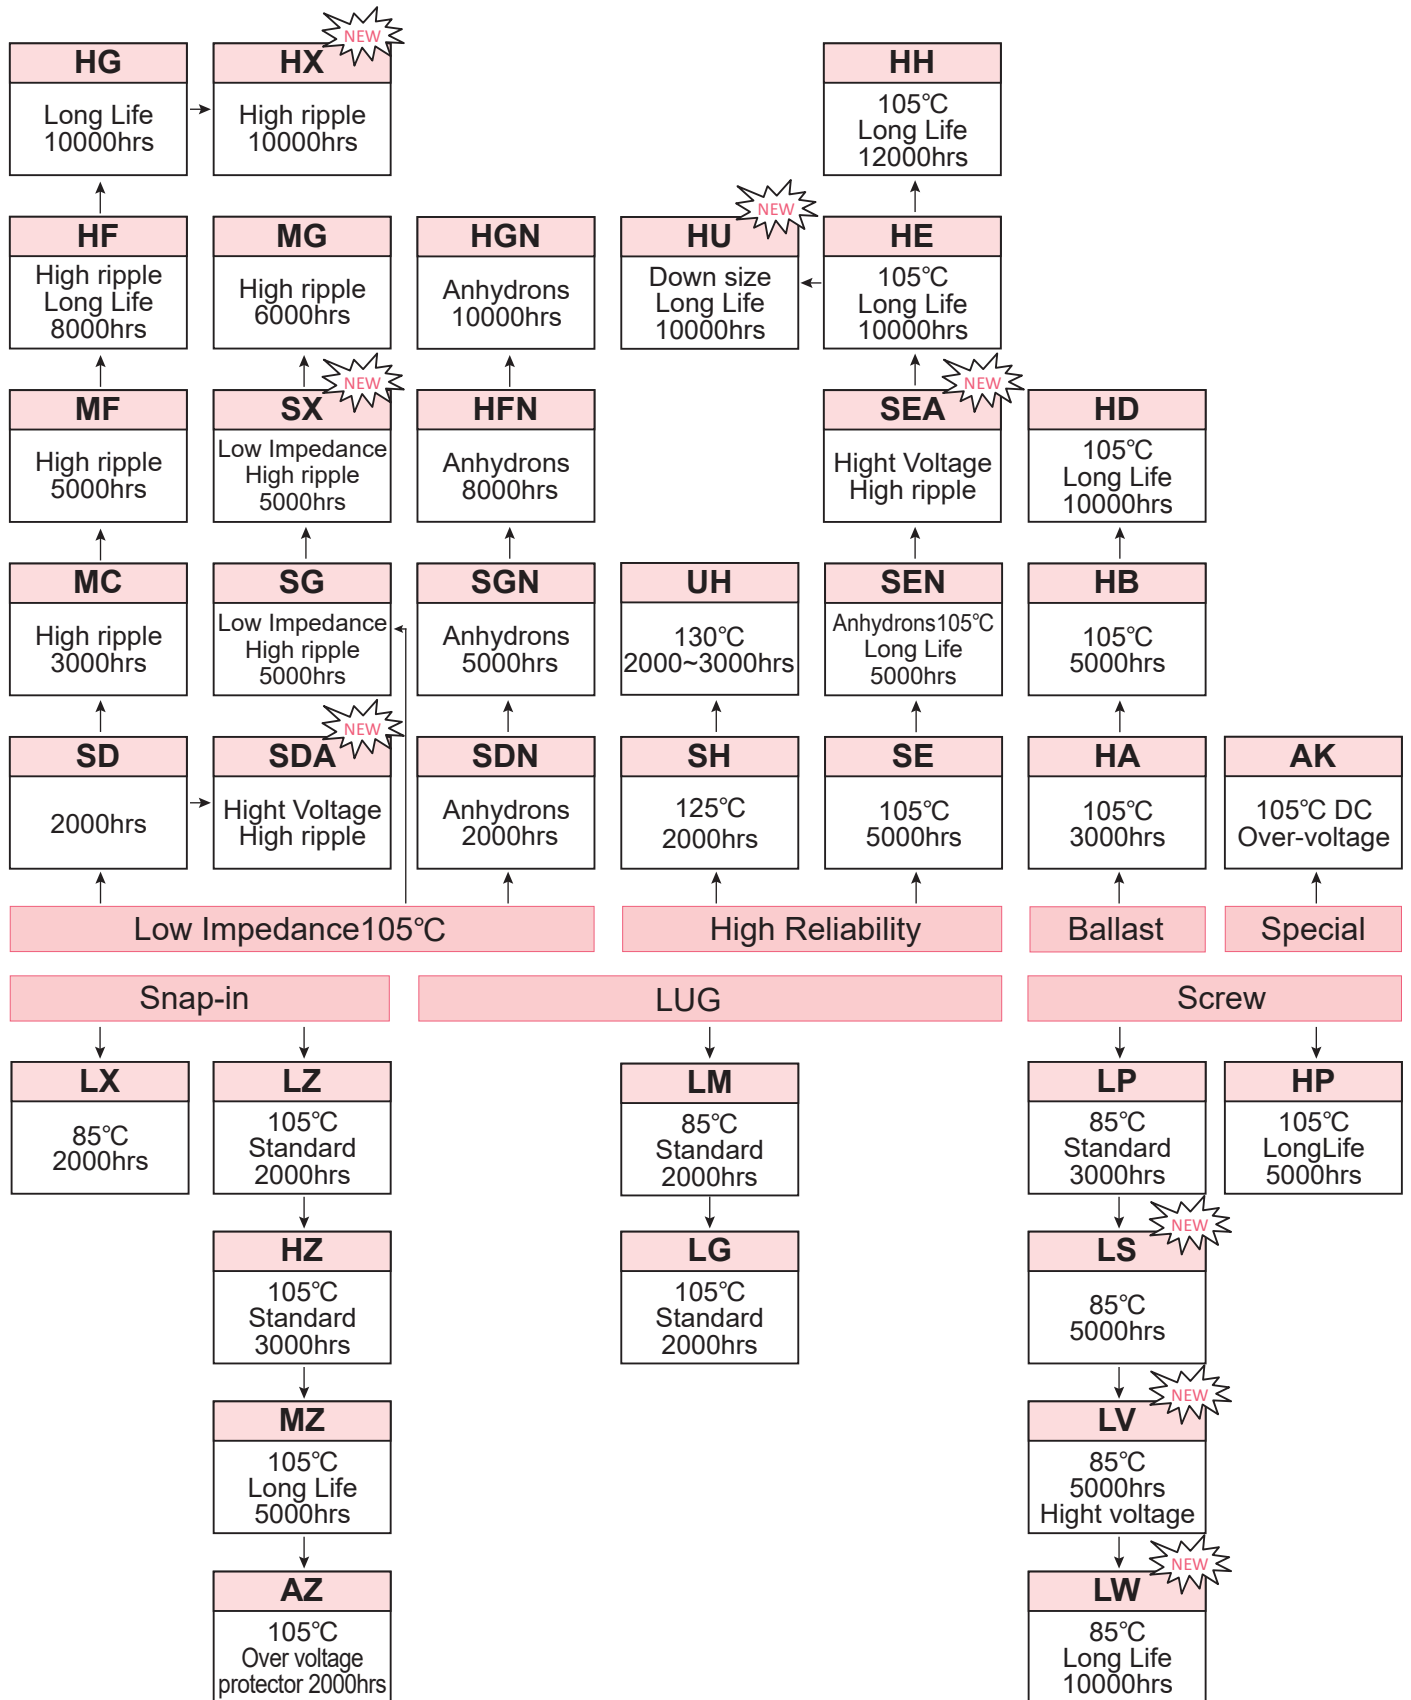 HG
Long Life
10000hrs
HX
NEW
High ripple
10000hrs
HH
105℃
Long Life
12000hrs
HF
High ripple
Long Life
8000hrs
MG
High ripple
6000hrs
HGN
Anhydrons
10000hrs
HU
NEW
Down size
Long Life
10000hrs
HE
105℃
Long Life
10000hrs
MF
High ripple
5000hrs
SX
NEW
Low Impedance
High ripple
5000hrs
HFN
Anhydrons
8000hrs
SEA
NEW
Hight Voltage
High ripple
HD
105℃
Long Life
10000hrs
MC
High ripple
3000hrs
SG
Low Impedance
High ripple
5000hrs
SGN
Anhydrons
5000hrs
UH
130℃
2000~3000hrs
SEN
Anhydrons105℃
Long Life
5000hrs
HB
105℃
5000hrs
SD
2000hrs
SDA
NEW
Hight Voltage
High ripple
SDN
Anhydrons
2000hrs
SH
125℃
2000hrs
SE
105℃
5000hrs
HA
105℃
3000hrs
AK
105℃ DC
Over-voltage
Low Impedance105℃
High Reliability
Ballast
Special
Snap-in
LUG
Screw
LX
85℃
2000hrs
LZ
105℃
Standard
2000hrs
LM
85℃
Standard
2000hrs
LP
85℃
Standard
3000hrs
HP
105℃
LongLife
5000hrs
HZ
105℃
Standard
3000hrs
LG
105℃
Standard
2000hrs
LS
NEW
85℃
5000hrs
MZ
105℃
Long Life
5000hrs
LV
NEW
85℃
5000hrs
Hight voltage
AZ
105℃
Over voltage
protector 2000hrs
LW
NEW
85℃
Long Life
10000hrs